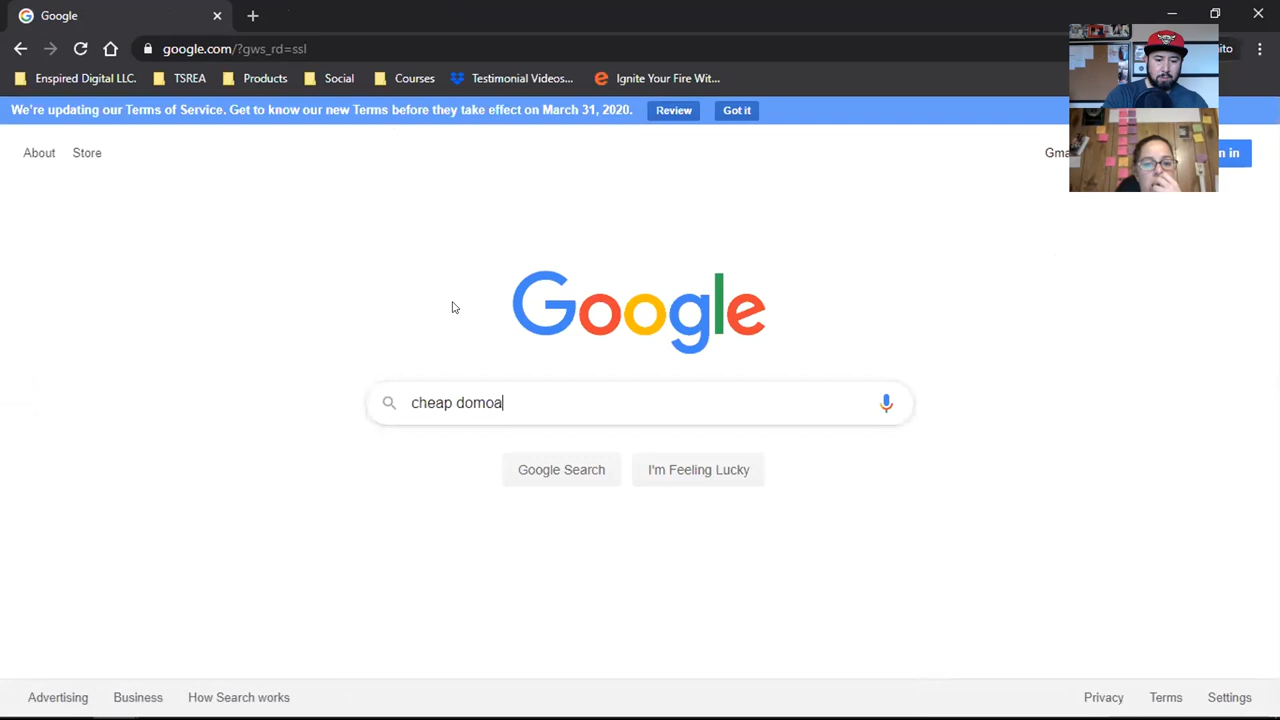 Google
google.com/?gws_rd=ssl
ito
Enspired Digital LLC. TSREA Products Social Courses Testimonial Videos... Ignite Your Fire Wit...
We're updating our Terms of Service. Get to know our new Terms before they take effect on March 31, 2020. Review Got it
About Store Gma n in
Google
cheap domoa
Google Search I'm Feeling Lucky
Advertising Business How Search works Privacy Terms Settings